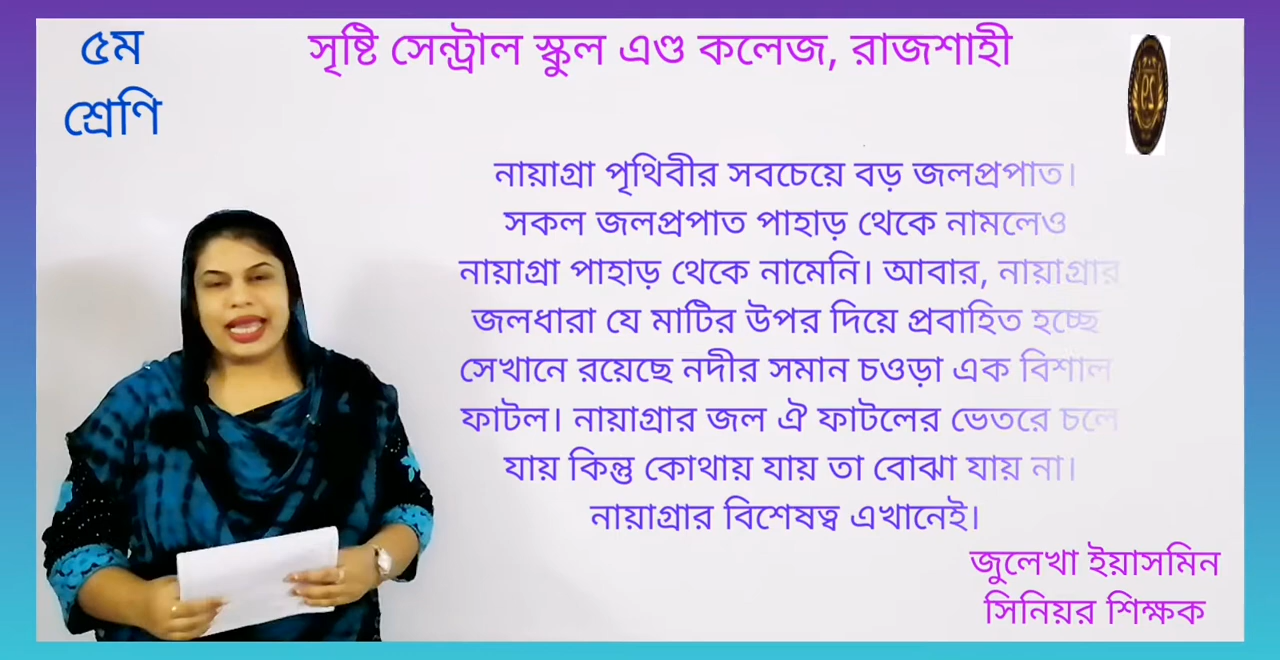 ৫ম
শ্রেণি
সৃষ্টি সেন্ট্রাল স্কুল এণ্ড কলেজ, রাজশাহী
নায়াগ্রা পৃথিবীর সবচেয়ে বড় জলপ্রপাত।
সকল জলপ্রপাত পাহাড় থেকে নামলেও
নায়াগ্রা পাহাড় থেকে নামেনি। আবার, নায়াগ্রার
জলধারা যে মাটির উপর দিয়ে প্রবাহিত হচ্ছে
সেখানে রয়েছে নদীর সমান চওড়া এক বিশাল
ফাটল। নায়াগ্রার জল ঐ ফাটলের ভেতরে চলে
যায় কিন্তু কোথায় যায় তা বোঝা যায় না।
নায়াগ্রার বিশেষত্ব এখানেই।
জুলেখা ইয়াসমিন
সিনিয়র শিক্ষক